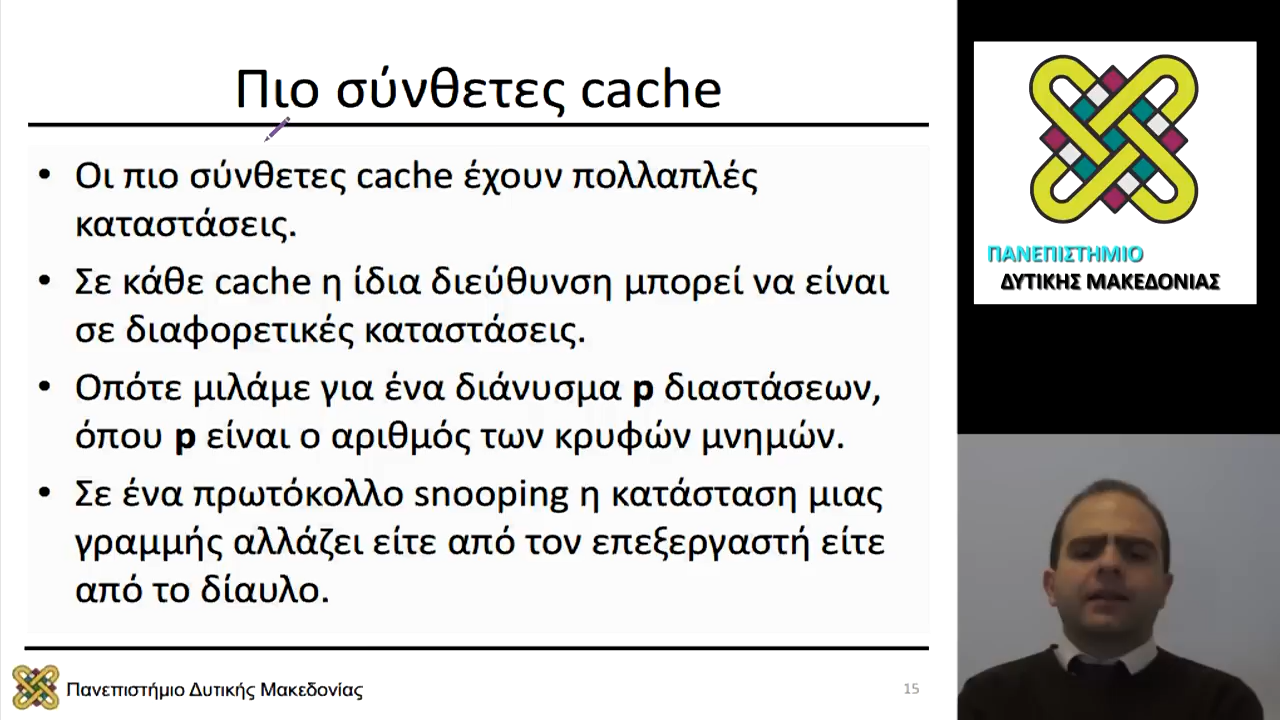 Πιο σύνθετες cache
• Οι πιο σύνθετες cache έχουν πολλαπλές
καταστάσεις.
• Σε κάθε cache η ίδια διεύθυνση μπορεί να είναι
σε διαφορετικές καταστάσεις.
• Οπότε μιλάμε για ένα διάνυσμα p διαστάσεων,
όπου p είναι ο αριθμός των κρυφών μνημών.
• Σε ένα πρωτόκολλο snooping η κατάσταση μιας
γραμμής αλλάζει είτε από τον επεξεργαστή είτε
από το δίαυλο.
Πανεπιστήμιο Δυτικής Μακεδονίας
15
ΠΑΝΕΠΙΣΤΗΜΙΟ
ΔΥΤΙΚΗΣ ΜΑΚΕΔΟΝΙΑΣ